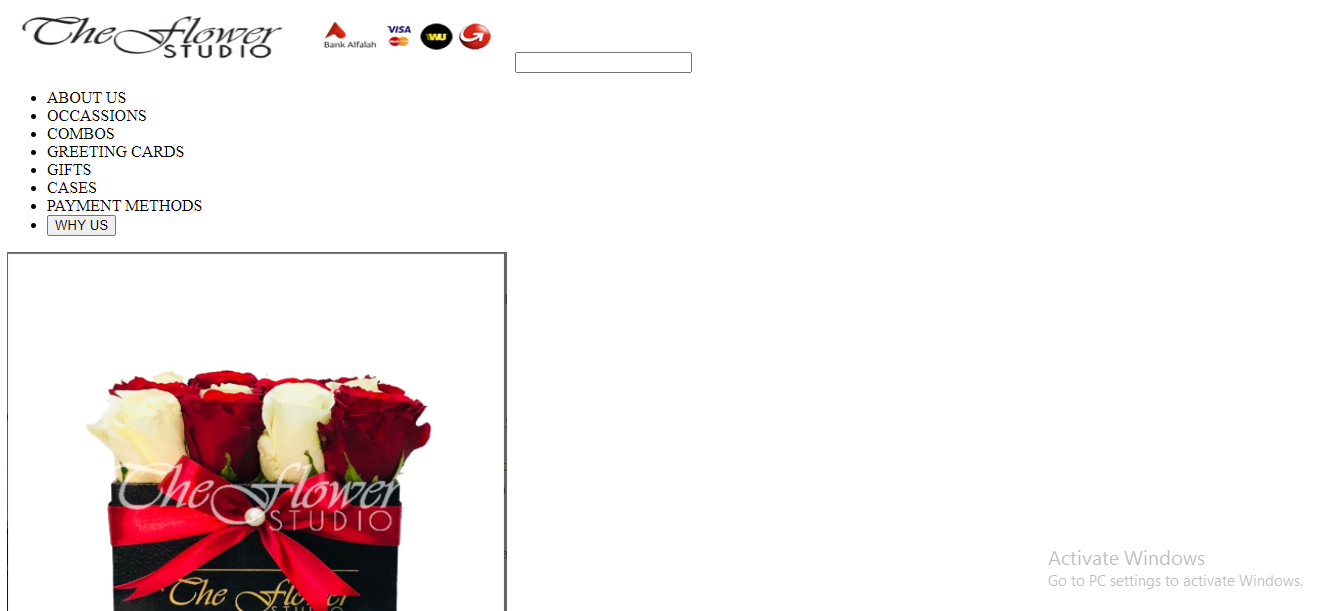 The Flower
STUDIO
Bank Alfalah
VISA
WU
ABOUT US
OCCASSIONS
COMBOS
GREETING CARDS
GIFTS
CASES
PAYMENT METHODS
WHY US
The Flower
STUDIO
The Flower
STUDIO
Activate Windows
Go to PC settings to activate Windows.